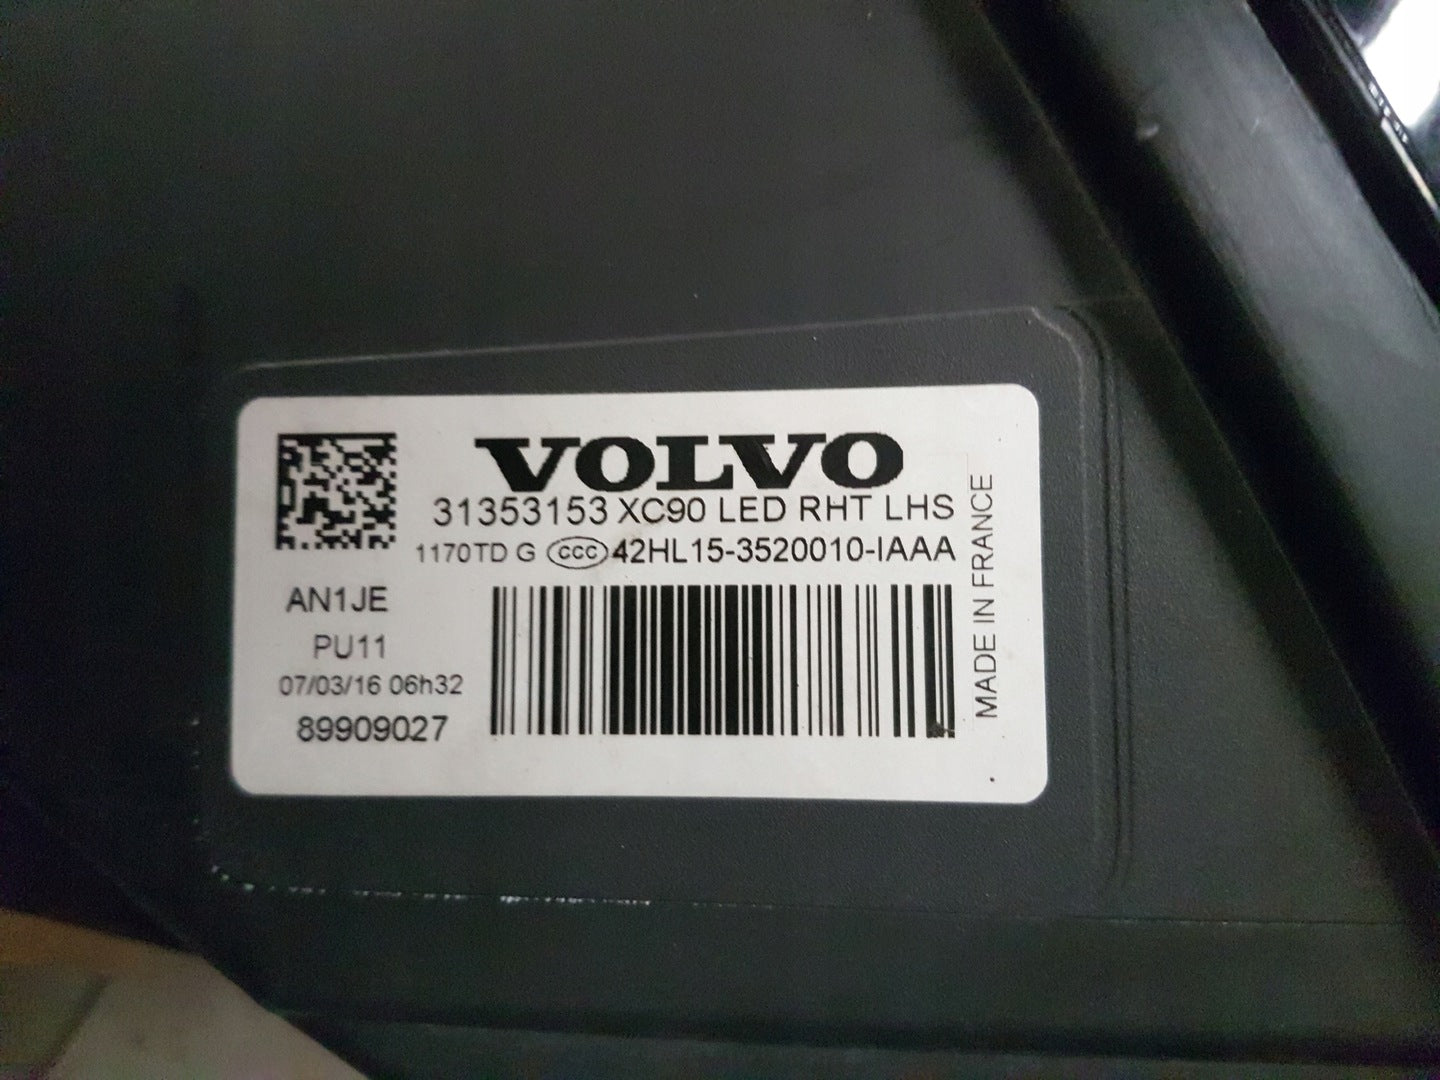 VOLVO
31353153 XC90 LED RHT LHS
1170TD G CCC 42HL15-3520010-IAAA
AN1JE
PU11
07/03/16 06h32
89909027
MADE IN FRANCE